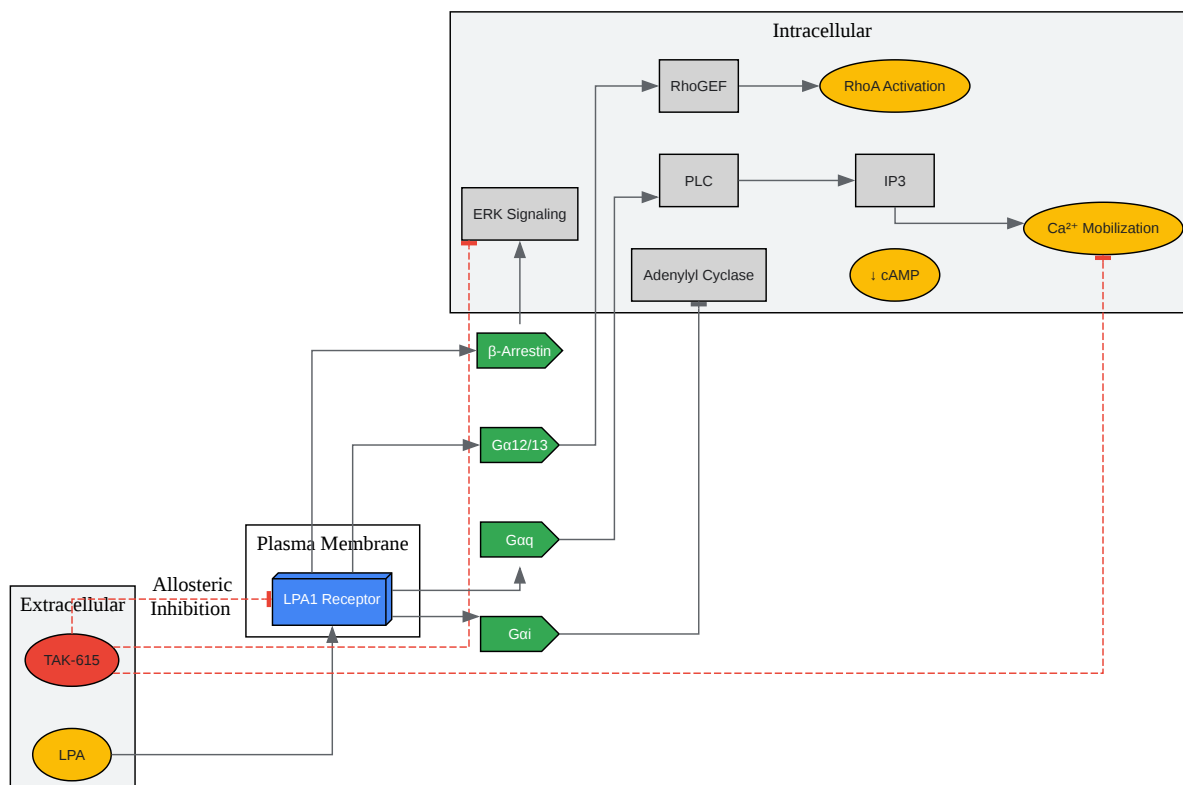 Intracellular
RhoGEF
RhoA Activation
PLC
IP3
ERK Signaling
Ca²⁺ Mobilization
Adenylyl Cyclase
↓ cAMP
β-Arrestin
Gα12/13
Gαq
Plasma Membrane
LPA1 Receptor
Allosteric
Inhibition
Extracellular
Gαi
TAK-615
LPA